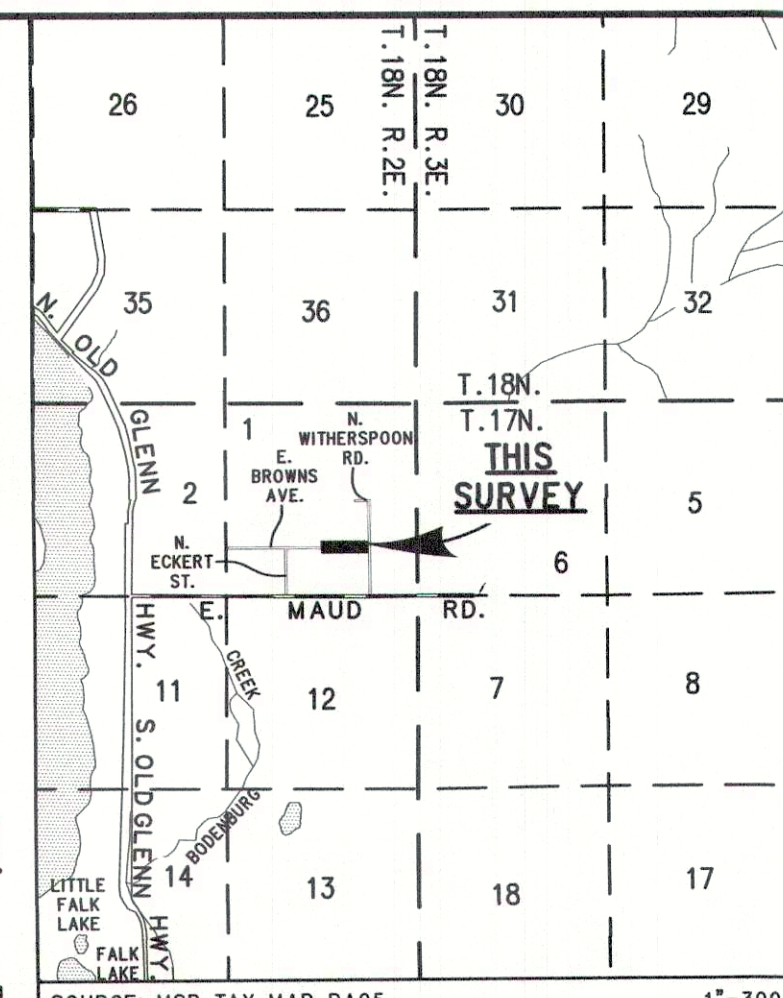 T.18N. R.2E.
T.18N. R.3E.
26
25
30
29
35
36
31
32
N. OLD GLENN HWY.
T.18N.
T.17N.
1
N.
WITHERSPOON
RD.
E.
BROWNS
AVE.
THIS
SURVEY
2
5
N.
ECKERT
ST.
6
E. MAUD RD.
11
CREEK
12
7
8
S. OLD GLENN HWY.
BODENBURG
14
13
18
17
LITTLE
FALK
LAKE
FALK
LAKE